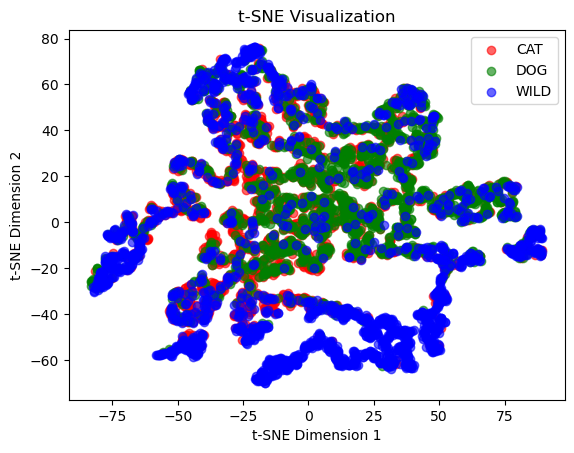 t-SNE Visualization
CAT
DOG
WILD
t-SNE Dimension 2
80
60
40
20
0
−20
−40
−60
−75
−50
−25
0
25
50
75
t-SNE Dimension 1